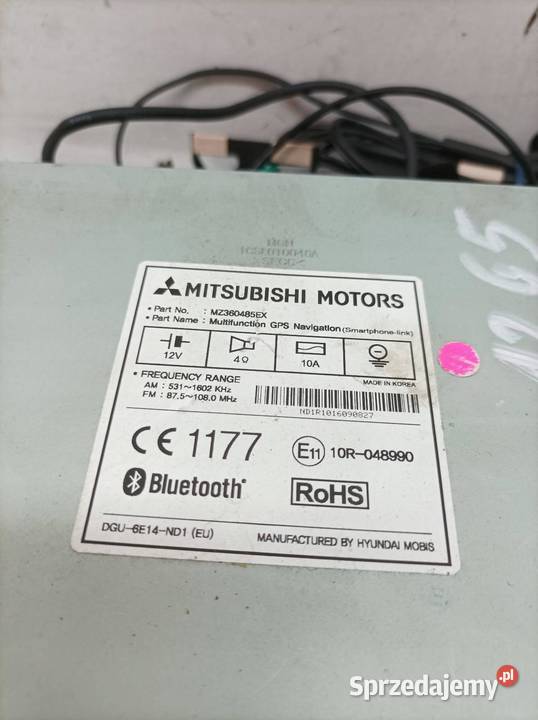 MITSUBISHI MOTORS
• Part No. : MZ360485EX
• Part Name : Multifunction GPS Navigation (Smartphone-link)
12V 4Ω 10A
• FREQUENCY RANGE
MADE IN KOREA
AM : 531~1602 KHz
FM : 87.5~108.0 MHz
ND1R1016090827
CE 1177 E11 10R-048990
Bluetooth® RoHS
DGU-6E14-ND1 (EU) MANUFACTURED BY HYUNDAI MOBIS
Sprzedajemy.pl